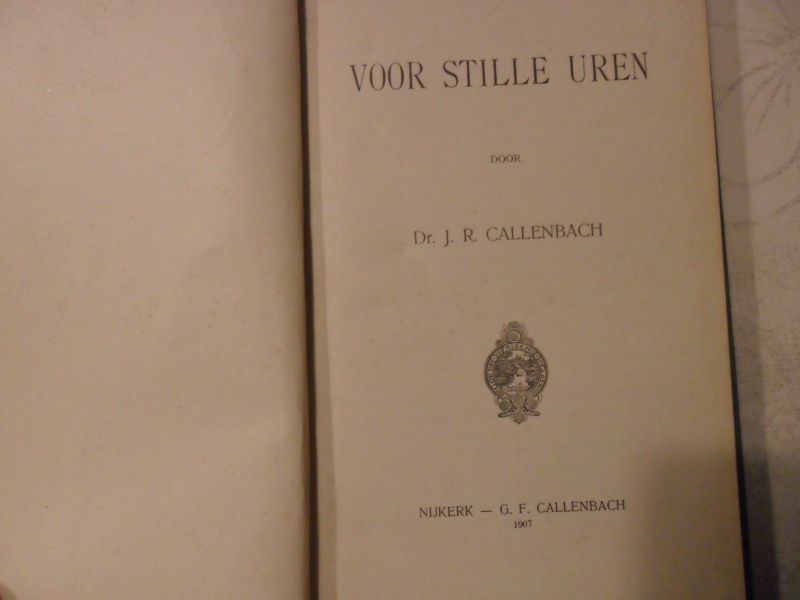 VOOR STILLE UREN
DOOR
Dr. J. R. CALLENBACH
NIJKERK — G. F. CALLENBACH
1907